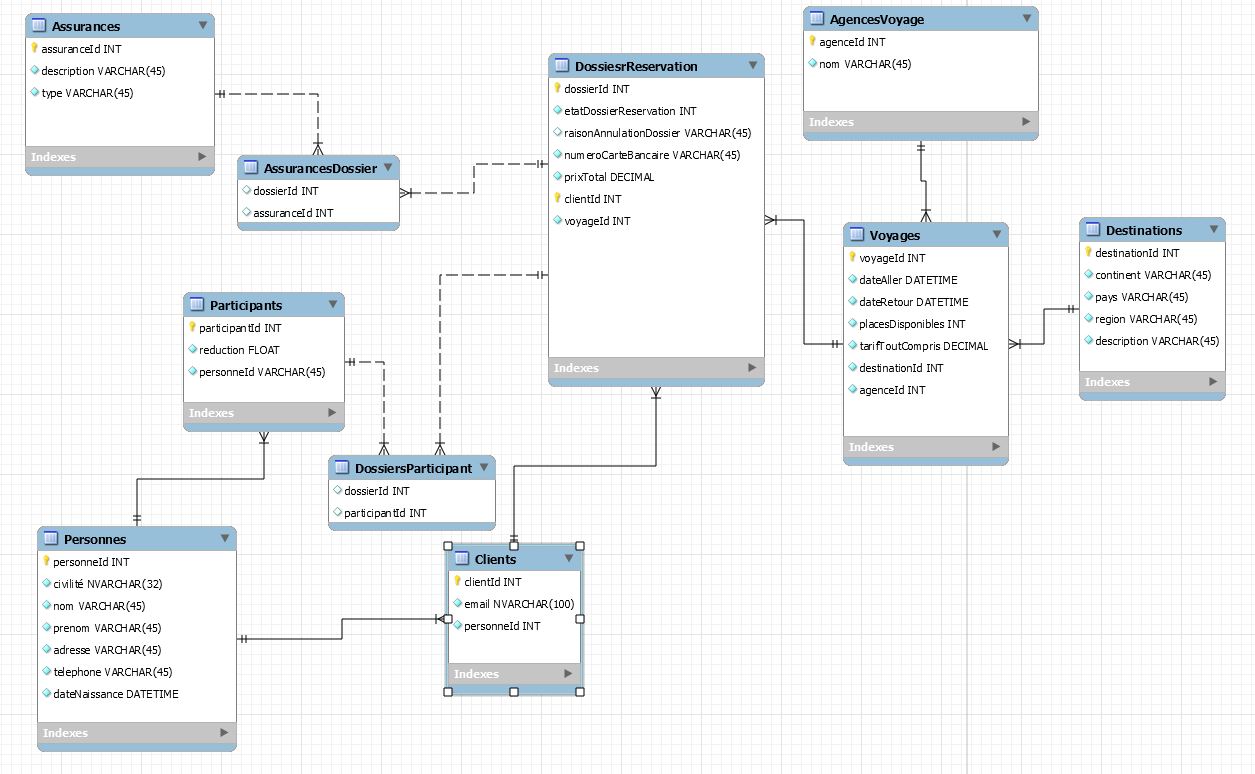 Assurances
assuranceId INT
description VARCHAR(45)
type VARCHAR(45)
Indexes
AssurancesDossier
dossierId INT
assuranceId INT
DossiesrReservation
dossierId INT
etatDossierReservation INT
raisonAnnulationDossier VARCHAR(45)
numeroCarteBancaire VARCHAR(45)
prixTotal DECIMAL
clientId INT
voyageId INT
Indexes
AgencesVoyage
agenceId INT
nom VARCHAR(45)
Indexes
Voyages
voyageId INT
dateAller DATETIME
dateRetour DATETIME
placesDisponibles INT
tarifToutCompris DECIMAL
destinationId INT
agenceId INT
Indexes
Destinations
destinationId INT
continent VARCHAR(45)
pays VARCHAR(45)
region VARCHAR(45)
description VARCHAR(45)
Indexes
Participants
participantId INT
reduction FLOAT
personneId VARCHAR(45)
Indexes
DossiersParticipant
dossierId INT
participantId INT
Personnes
personneId INT
civilité NVARCHAR(32)
nom VARCHAR(45)
prenom VARCHAR(45)
adresse VARCHAR(45)
telephone VARCHAR(45)
dateNaissance DATETIME
Indexes
Clients
clientId INT
email NVARCHAR(100)
personneId INT
Indexes